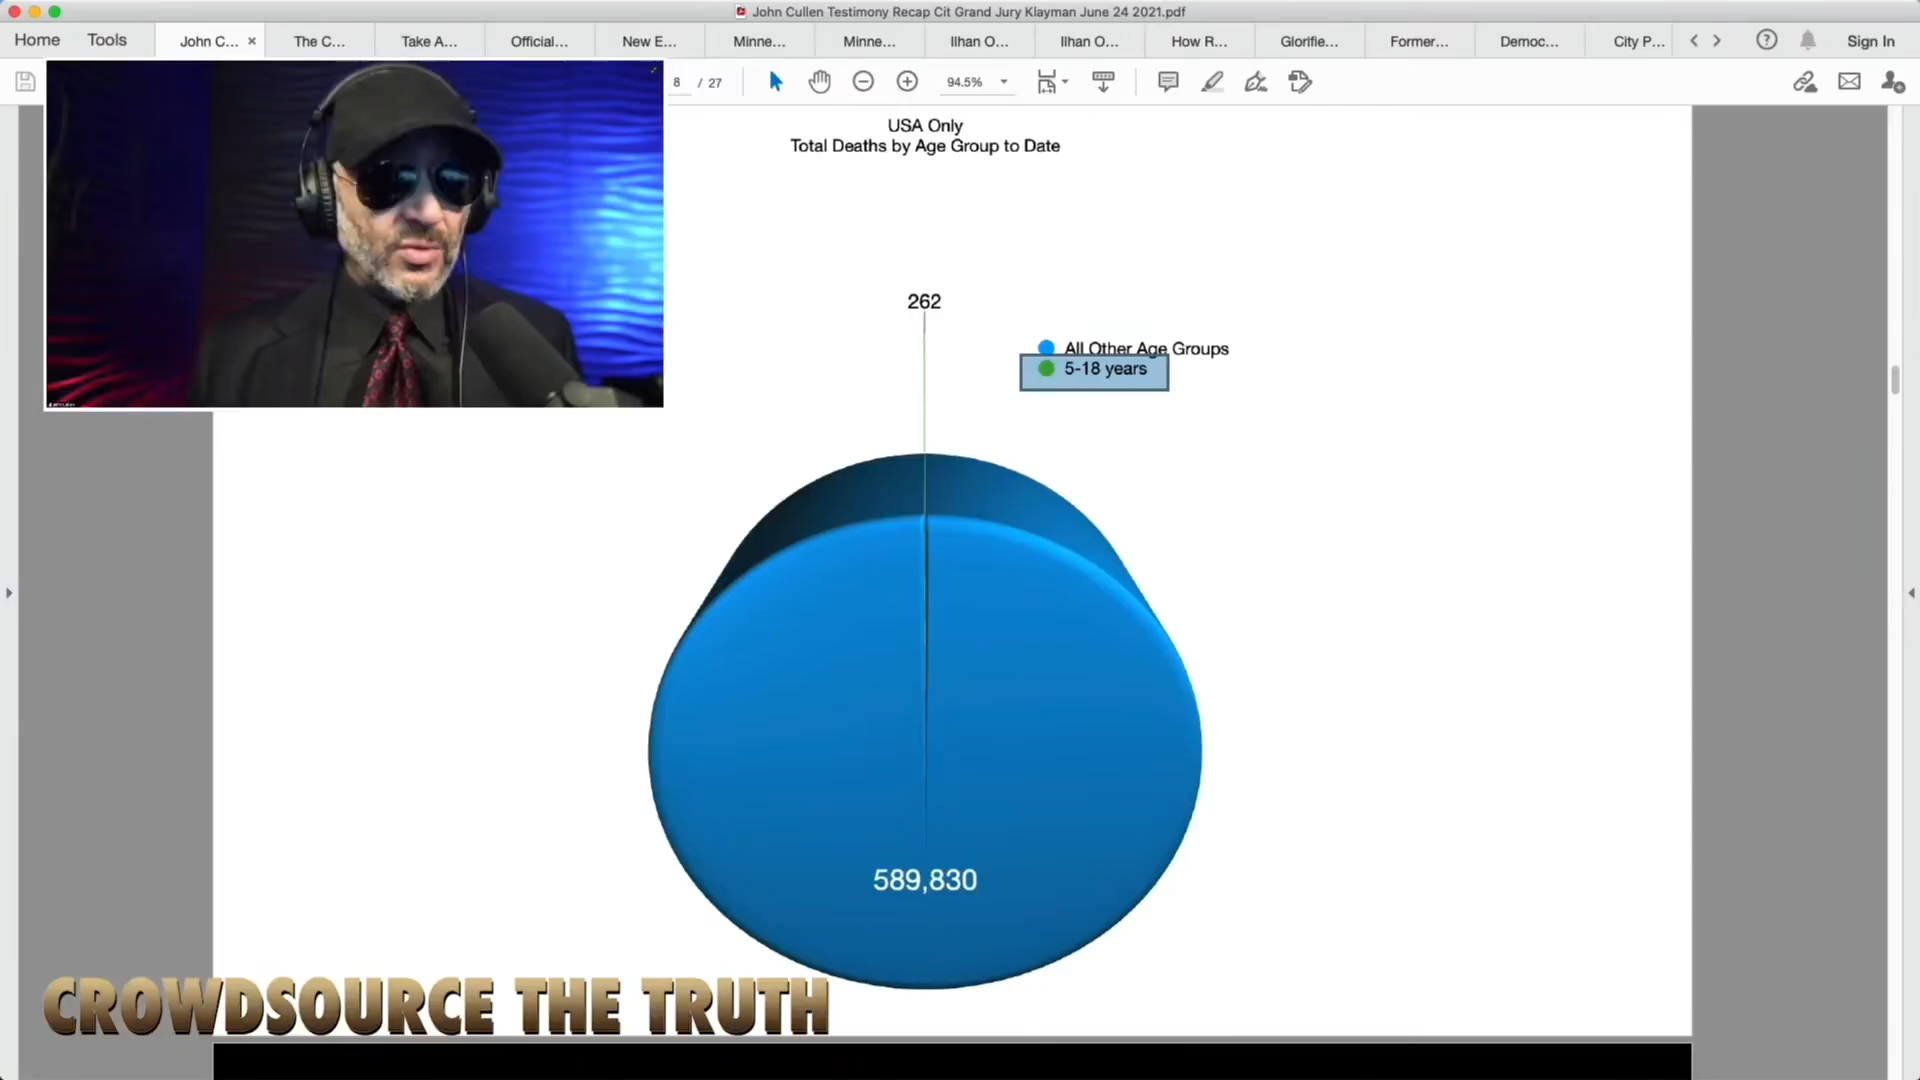 John Cullen Testimony Recap Cit Grand Jury Klayman June 24 2021.pdf
Home Tools John C... × The C... Take A... Official... New E... Minne... Minne... Ilhan O... Ilhan O... How R... Glorifie... Former... Democ... City P... Sign In
8 / 27 94.5%
USA Only
Total Deaths by Age Group to Date
262
All Other Age Groups
5-18 years
589,830
CROWDSOURCE THE TRUTH